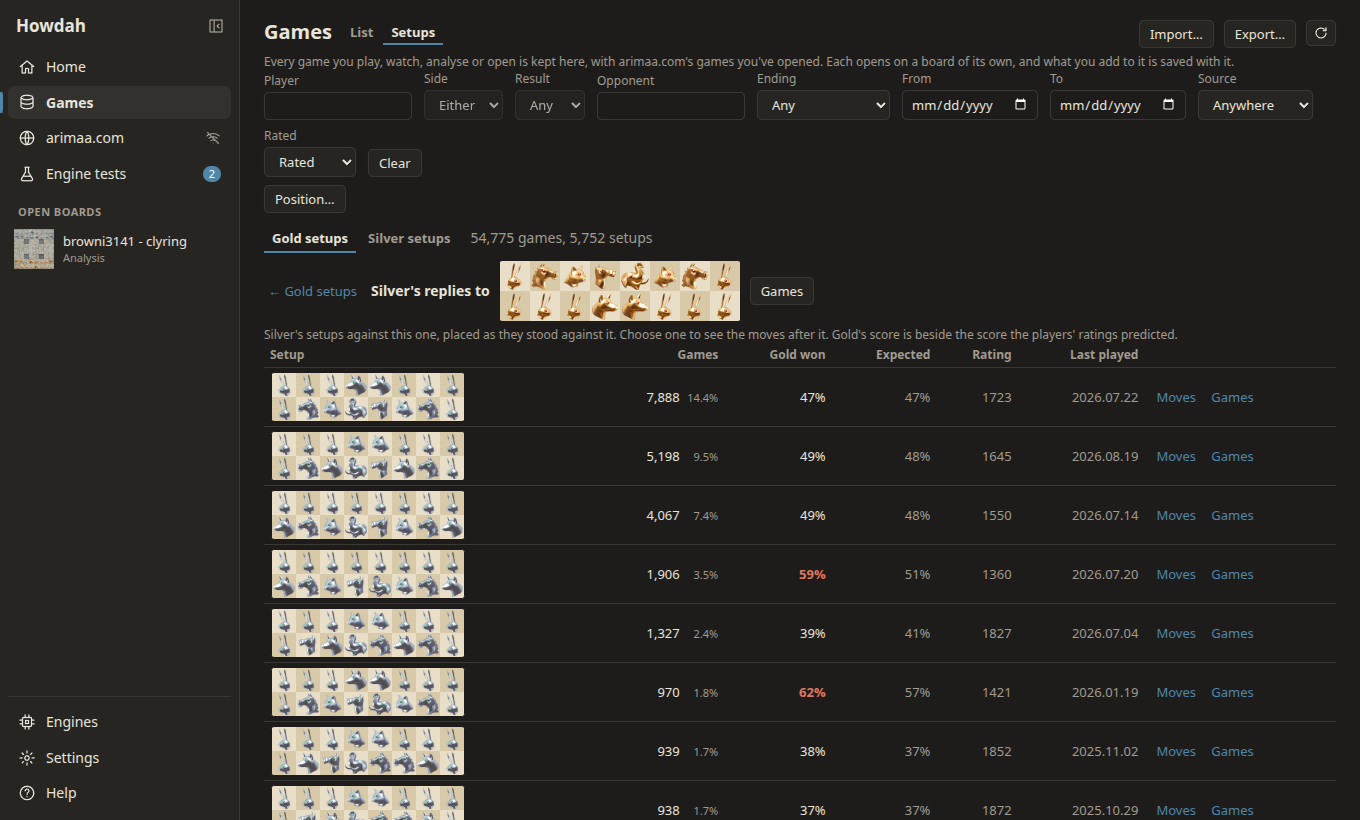 Howdah
Home
Games
arimaa.com
Engine tests 2
OPEN BOARDS
browni3141 - clyring
Analysis
Engines
Settings
Help
Games List Setups Import... Export...
Every game you play, watch, analyse or open is kept here, with arimaa.com's games you've opened. Each opens on a board of its own, and what you add to it is saved with it.
Player Side Result Opponent Ending From To Source
Either Any Any mm/dd/yyyy mm/dd/yyyy Anywhere
Rated
Rated Clear
Position...
Gold setups Silver setups 54,775 games, 5,752 setups
← Gold setups Silver's replies to Games
Silver's setups against this one, placed as they stood against it. Choose one to see the moves after it. Gold's score is beside the score the players' ratings predicted.
Setup Games Gold won Expected Rating Last played
7,888 14.4% 47% 47% 1723 2026.07.22 Moves Games
5,198 9.5% 49% 48% 1645 2026.08.19 Moves Games
4,067 7.4% 49% 48% 1550 2026.07.14 Moves Games
1,906 3.5% 59% 51% 1360 2026.07.20 Moves Games
1,327 2.4% 39% 41% 1827 2026.07.04 Moves Games
970 1.8% 62% 57% 1421 2026.01.19 Moves Games
939 1.7% 38% 37% 1852 2025.11.02 Moves Games
938 1.7% 37% 37% 1872 2025.10.29 Moves Games